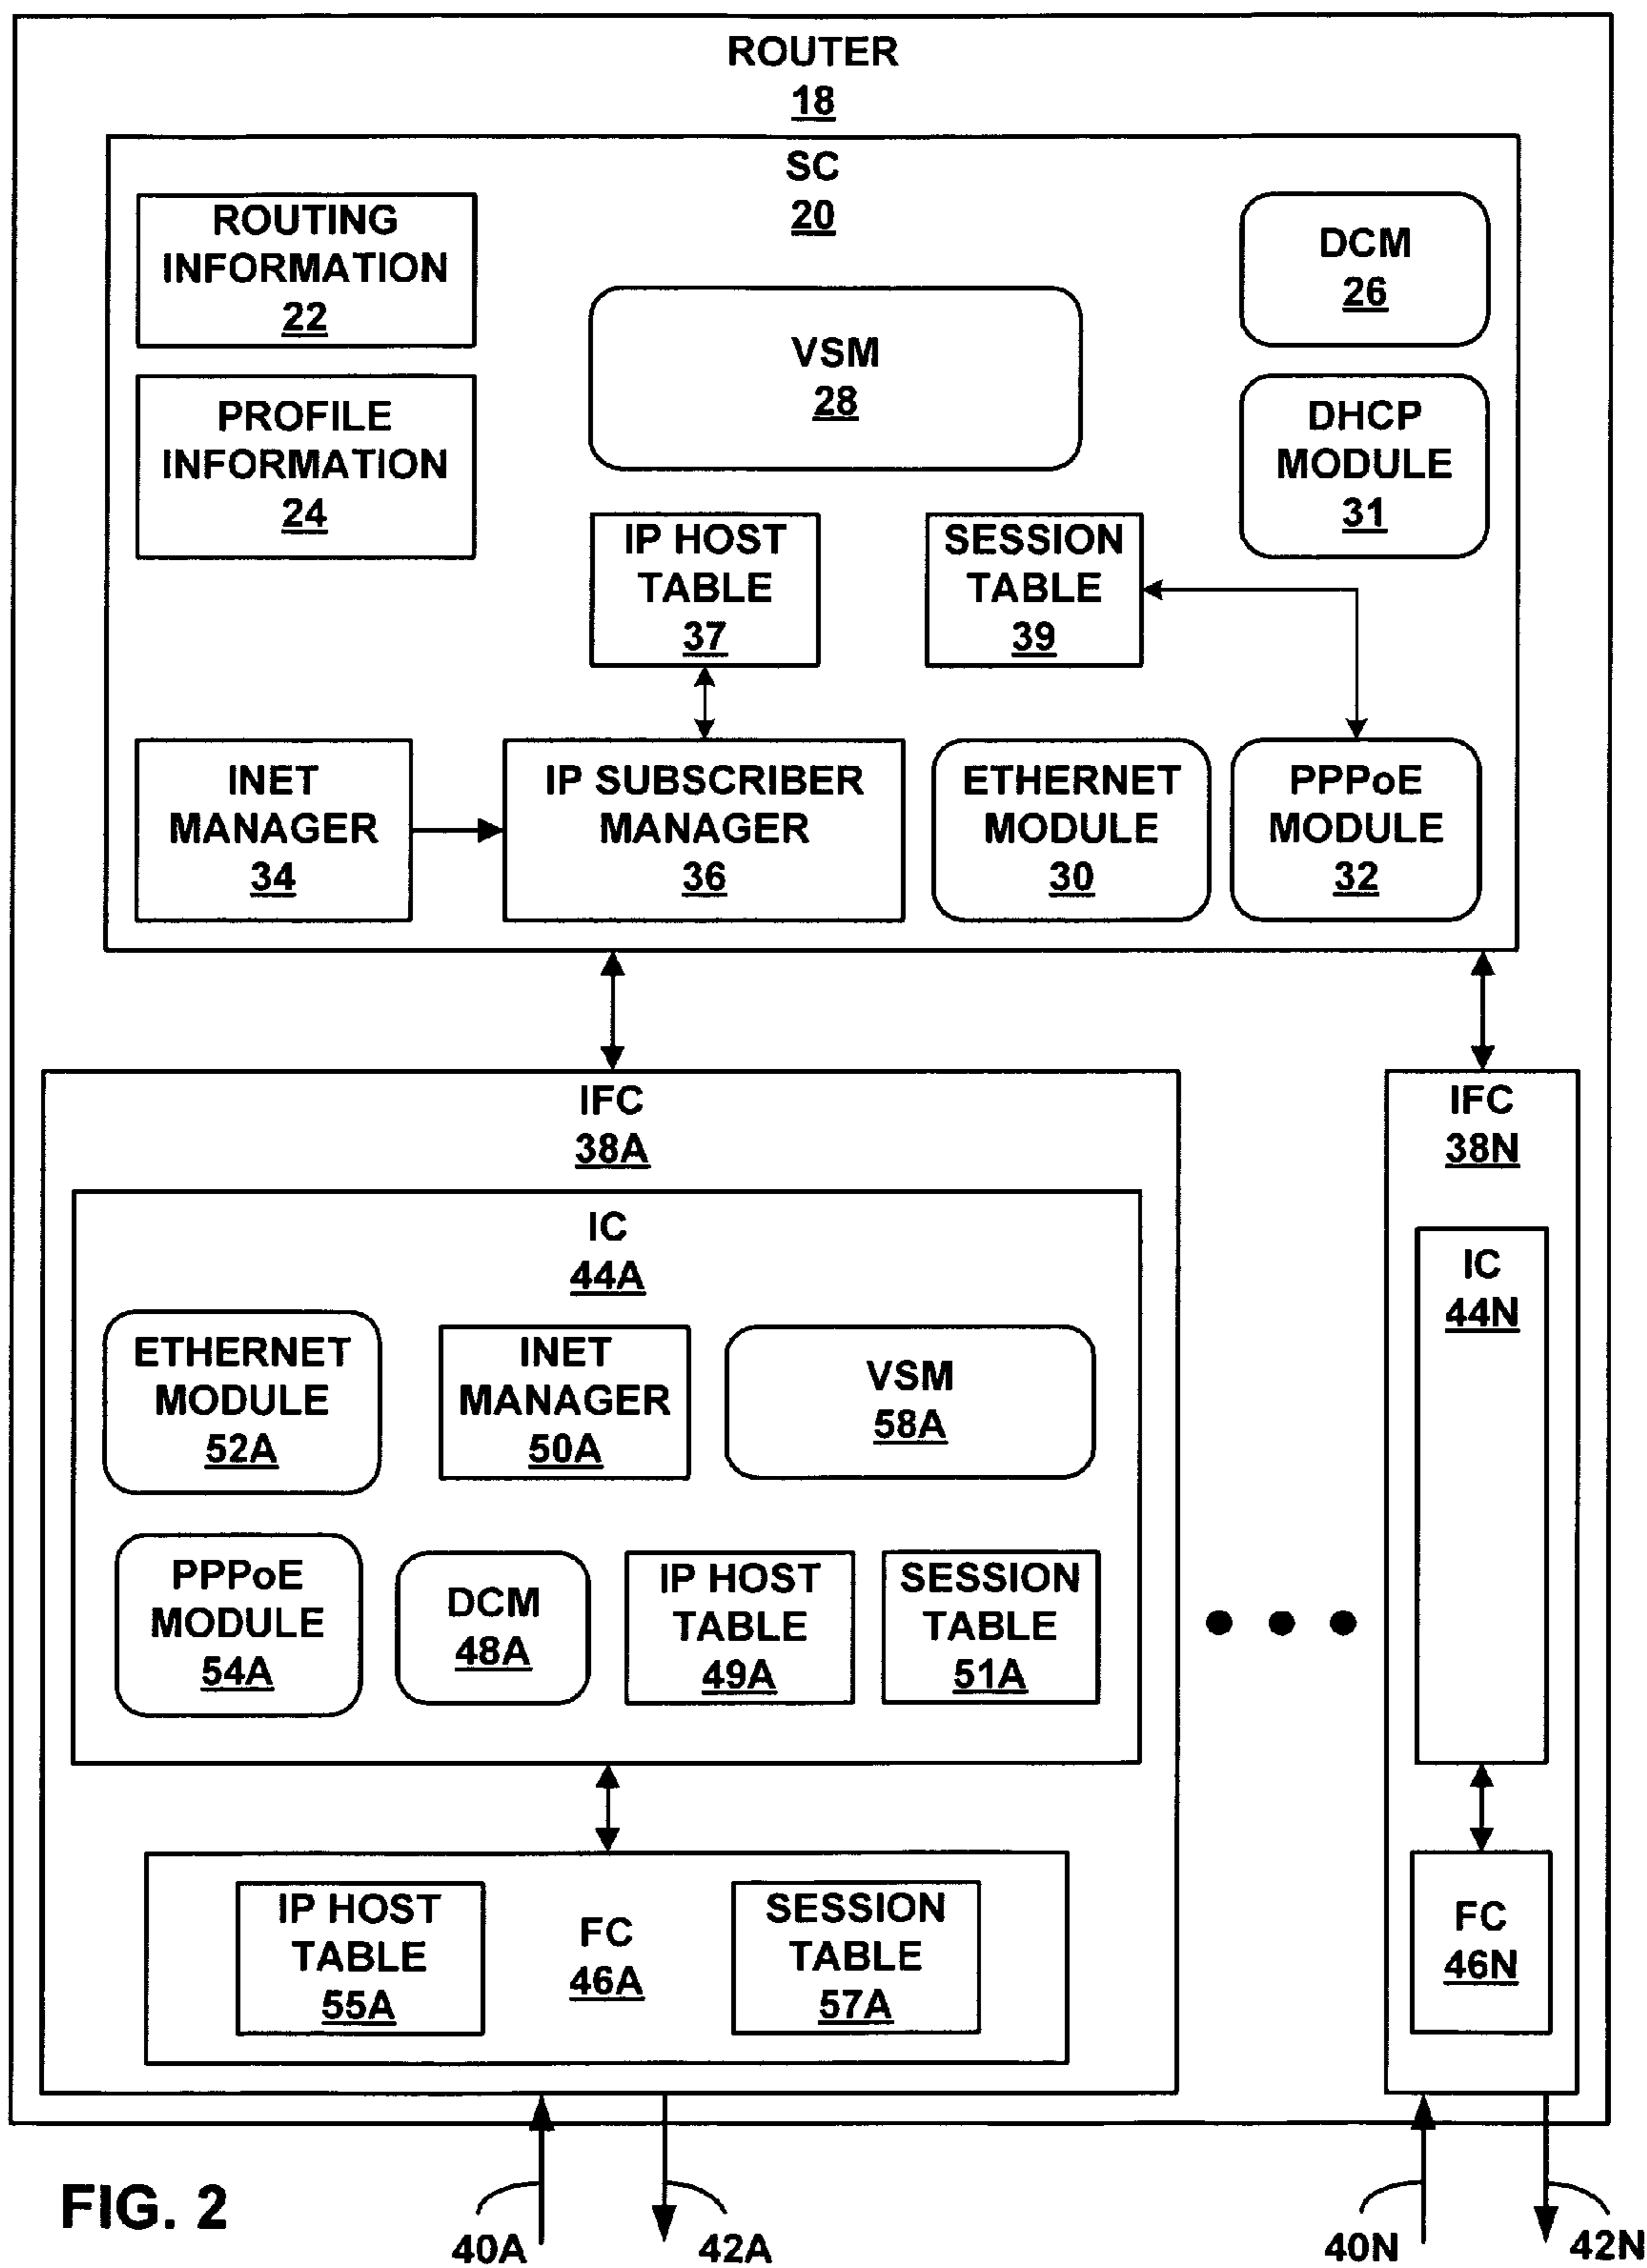 ROUTER
18
SC
20
ROUTING
INFORMATION
22
DCM
26
VSM
28
PROFILE
INFORMATION
24
DHCP
MODULE
31
IP HOST
TABLE
37
SESSION
TABLE
39
INET
MANAGER
34
IP SUBSCRIBER
MANAGER
36
ETHERNET
MODULE
30
PPPoE
MODULE
32
IFC
38A
IC
44A
ETHERNET
MODULE
52A
INET
MANAGER
50A
VSM
58A
PPPoE
MODULE
54A
DCM
48A
IP HOST
TABLE
49A
SESSION
TABLE
51A
IP HOST
TABLE
55A
FC
46A
SESSION
TABLE
57A
IFC
38N
IC
44N
FC
46N
40A
42A
40N
42N
FIG. 2